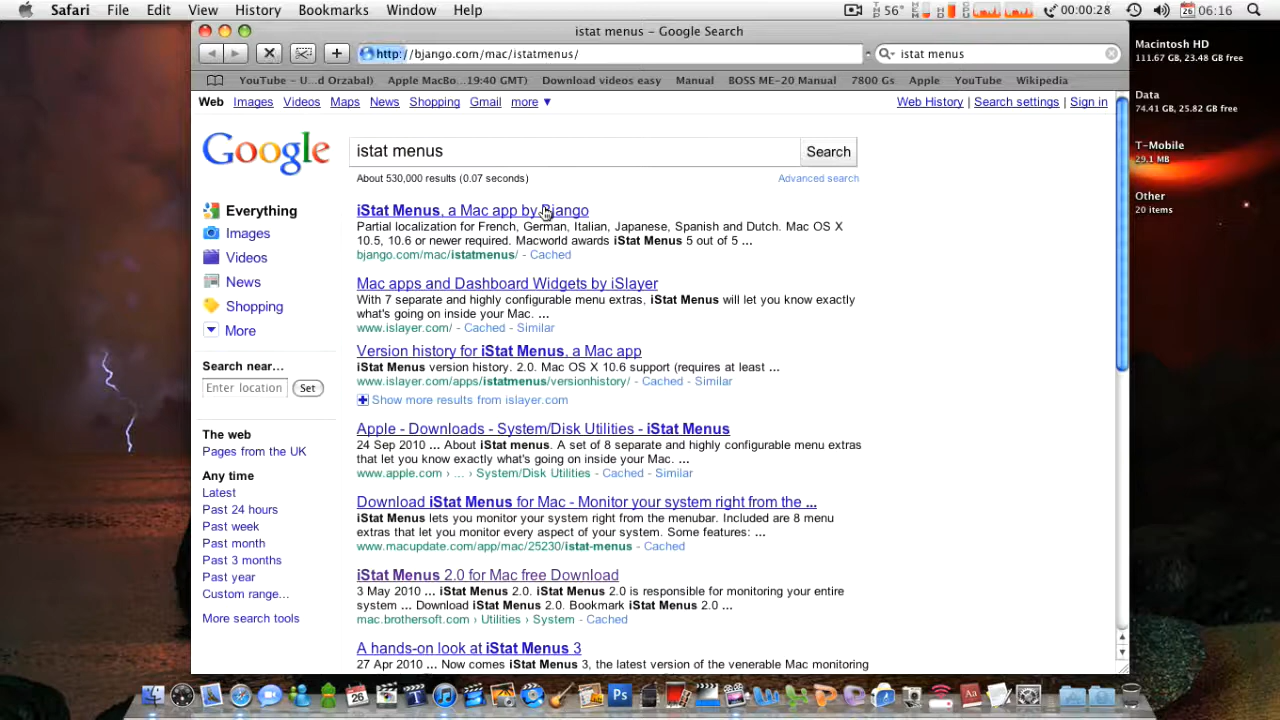 Safari File Edit View History Bookmarks Window Help 56° 00:00:28 26 06:16
istat menus – Google Search
http://bjango.com/mac/istatmenus/
istat menus
YouTube – U...d Orzabal) Apple MacBo...19:40 GMT) Download videos easy Manual BOSS ME-20 Manual 7800 Gs Apple YouTube Wikipedia
Macintosh HD
111.67 GB, 23.48 GB free
Data
74.41 GB, 25.82 GB free
T-Mobile
29.1 MB
Other
20 items
Web Images Videos Maps News Shopping Gmail more ▼
Web History | Search settings | Sign in
Google
istat menus
Search
About 530,000 results (0.07 seconds)
Advanced search
Everything
Images
Videos
News
Shopping
More
Search near...
Enter location
Set
The web
Pages from the UK
Any time
Latest
Past 24 hours
Past week
Past month
Past 3 months
Past year
Custom range...
More search tools
iStat Menus, a Mac app by Bjango
Partial localization for French, German, Italian, Japanese, Spanish and Dutch. Mac OS X
10.5, 10.6 or newer required. Macworld awards iStat Menus 5 out of 5 ...
bjango.com/mac/istatmenus/ - Cached
Mac apps and Dashboard Widgets by iSlayer
With 7 separate and highly configurable menu extras, iStat Menus will let you know exactly
what's going on inside your Mac. ...
www.islayer.com/ - Cached - Similar
Version history for iStat Menus, a Mac app
iStat Menus version history. 2.0. Mac OS X 10.6 support (requires at least ...
www.islayer.com/apps/istatmenus/versionhistory/ - Cached - Similar
Show more results from islayer.com
Apple - Downloads - System/Disk Utilities - iStat Menus
24 Sep 2010 ... About iStat menus. A set of 8 separate and highly configurable menu extras
that let you know exactly what's going on inside your Mac. ...
www.apple.com › ... › System/Disk Utilities - Cached - Similar
Download iStat Menus for Mac - Monitor your system right from the ...
iStat Menus lets you monitor your system right from the menubar. Included are 8 menu
extras that let you monitor every aspect of your system. Some features: ...
www.macupdate.com/app/mac/25230/istat-menus - Cached
iStat Menus 2.0 for Mac free Download
3 May 2010 ... iStat Menus 2.0. iStat Menus 2.0 is responsible for monitoring your entire
system ... Download iStat Menus 2.0. Bookmark iStat Menus 2.0 ...
mac.brothersoft.com › Utilities › System - Cached
A hands-on look at iStat Menus 3
27 Apr 2010 ... Now comes iStat Menus 3, the latest version of the venerable Mac monitoring
26
Ps